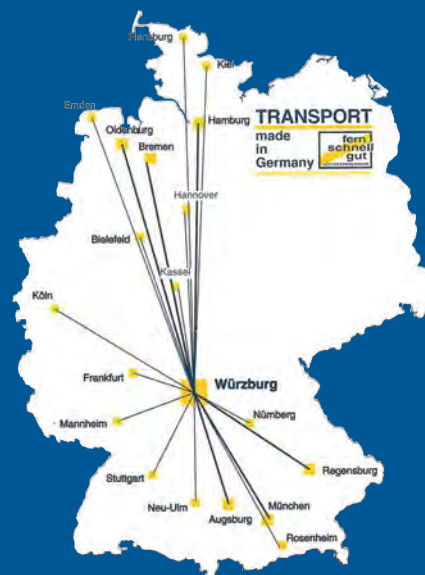 Flensburg
Kiel
Emden
Oldenburg
Bremen
Hamburg
TRANSPORT
made
in
Germany
fern
schnell
gut
Hannover
Bielefeld
Kassel
Köln
Frankfurt
Würzburg
Mannheim
Nürnberg
Stuttgart
Regensburg
Neu-Ulm
Augsburg
München
Rosenheim